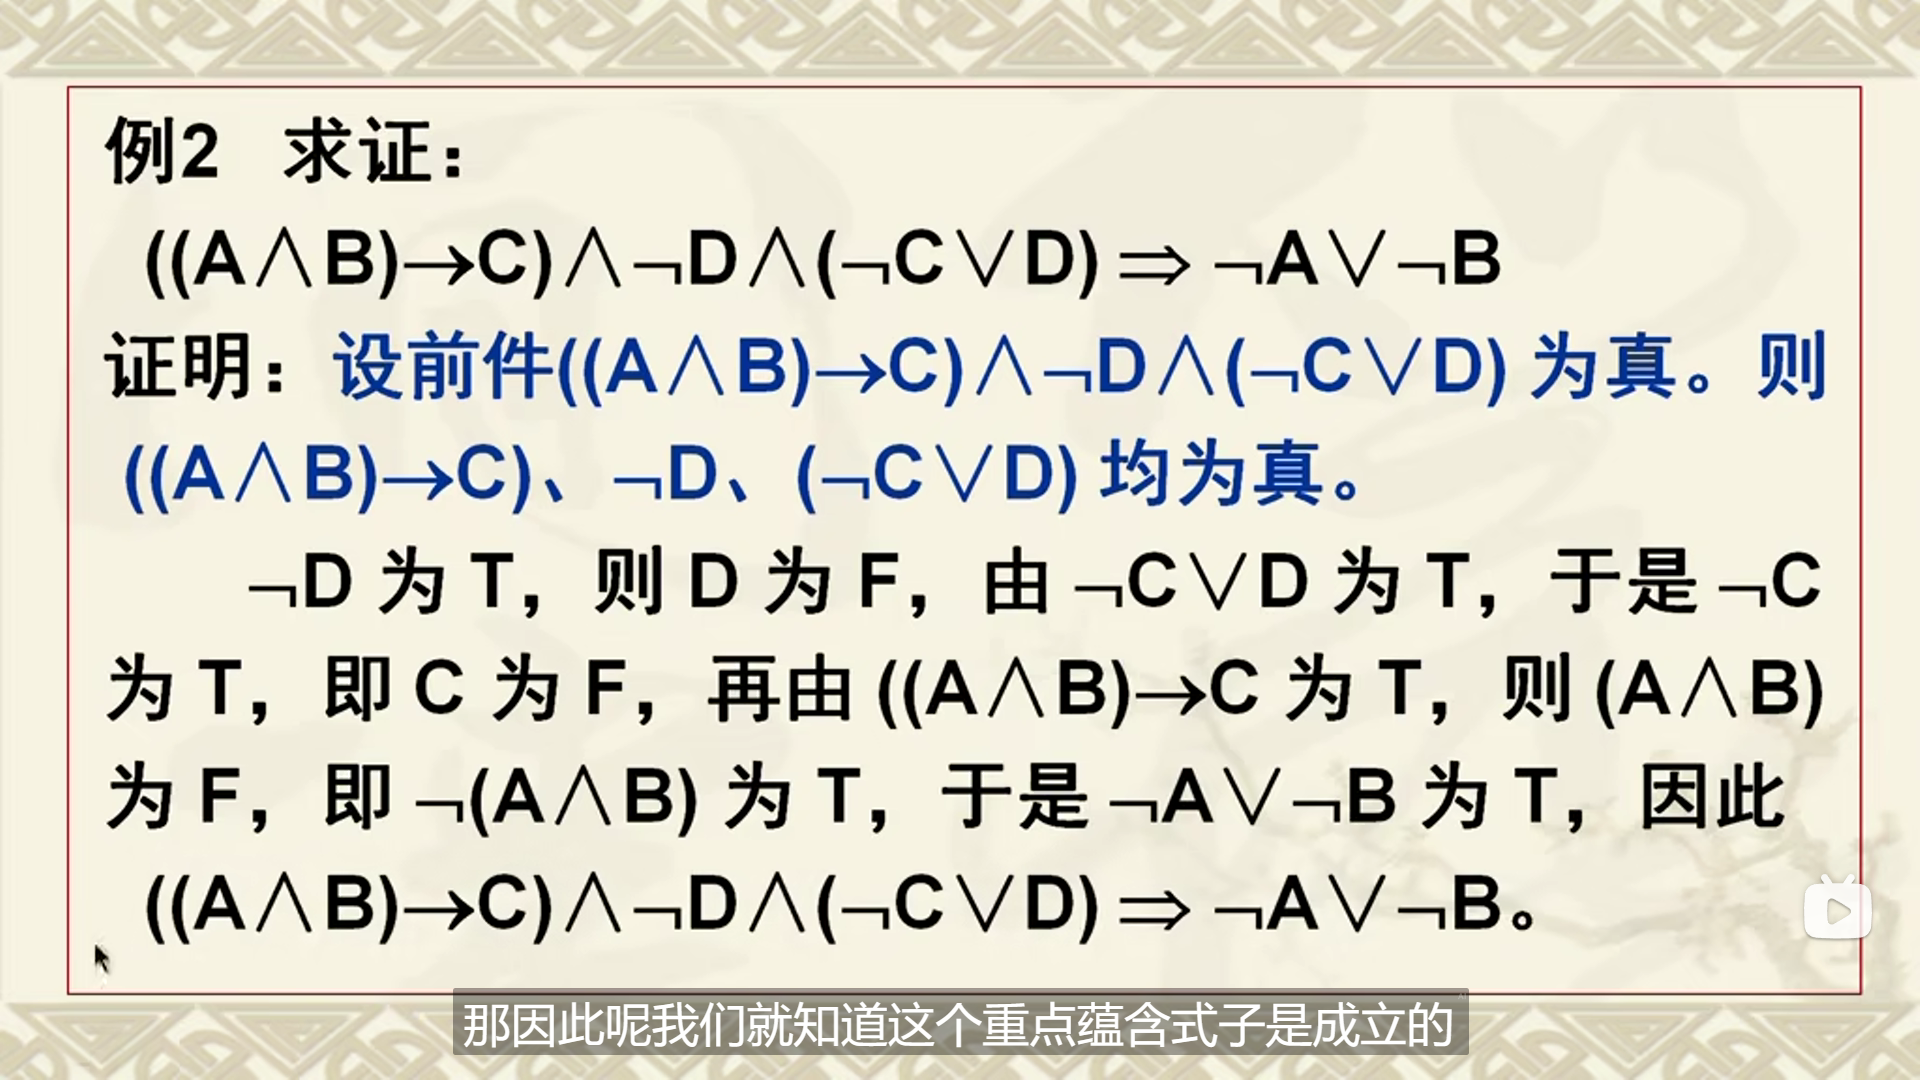 例2 求证：
((A∧B)→C)∧¬D∧(¬C∨D) ⇒ ¬A∨¬B
证明：设前件((A∧B)→C)∧¬D∧(¬C∨D) 为真。则
((A∧B)→C)、¬D、(¬C∨D) 均为真。
¬D 为 T，则 D 为 F，由 ¬C∨D 为 T，于是 ¬C
为 T，即 C 为 F，再由 ((A∧B)→C 为 T，则 (A∧B)
为 F，即 ¬(A∧B) 为 T，于是 ¬A∨¬B 为 T，因此
((A∧B)→C)∧¬D∧(¬C∨D) ⇒ ¬A∨¬B。
那因此呢我们就知道这个重点蕴含式子是成立的